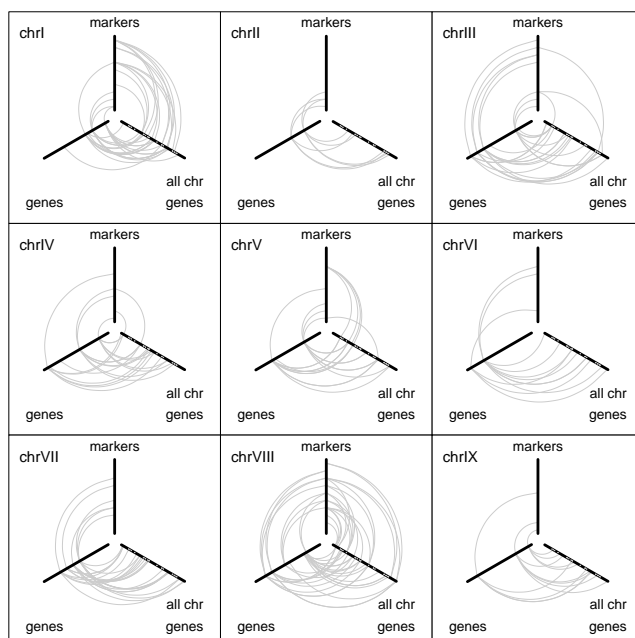 chrI
markers
genes
all chr
genes
chrII
markers
genes
all chr
genes
chrIII
markers
genes
all chr
genes
chrIV
markers
genes
all chr
genes
chrV
markers
genes
all chr
genes
chrVI
markers
genes
all chr
genes
chrVII
markers
genes
all chr
genes
chrVIII
markers
genes
all chr
genes
chrIX
markers
genes
all chr
genes